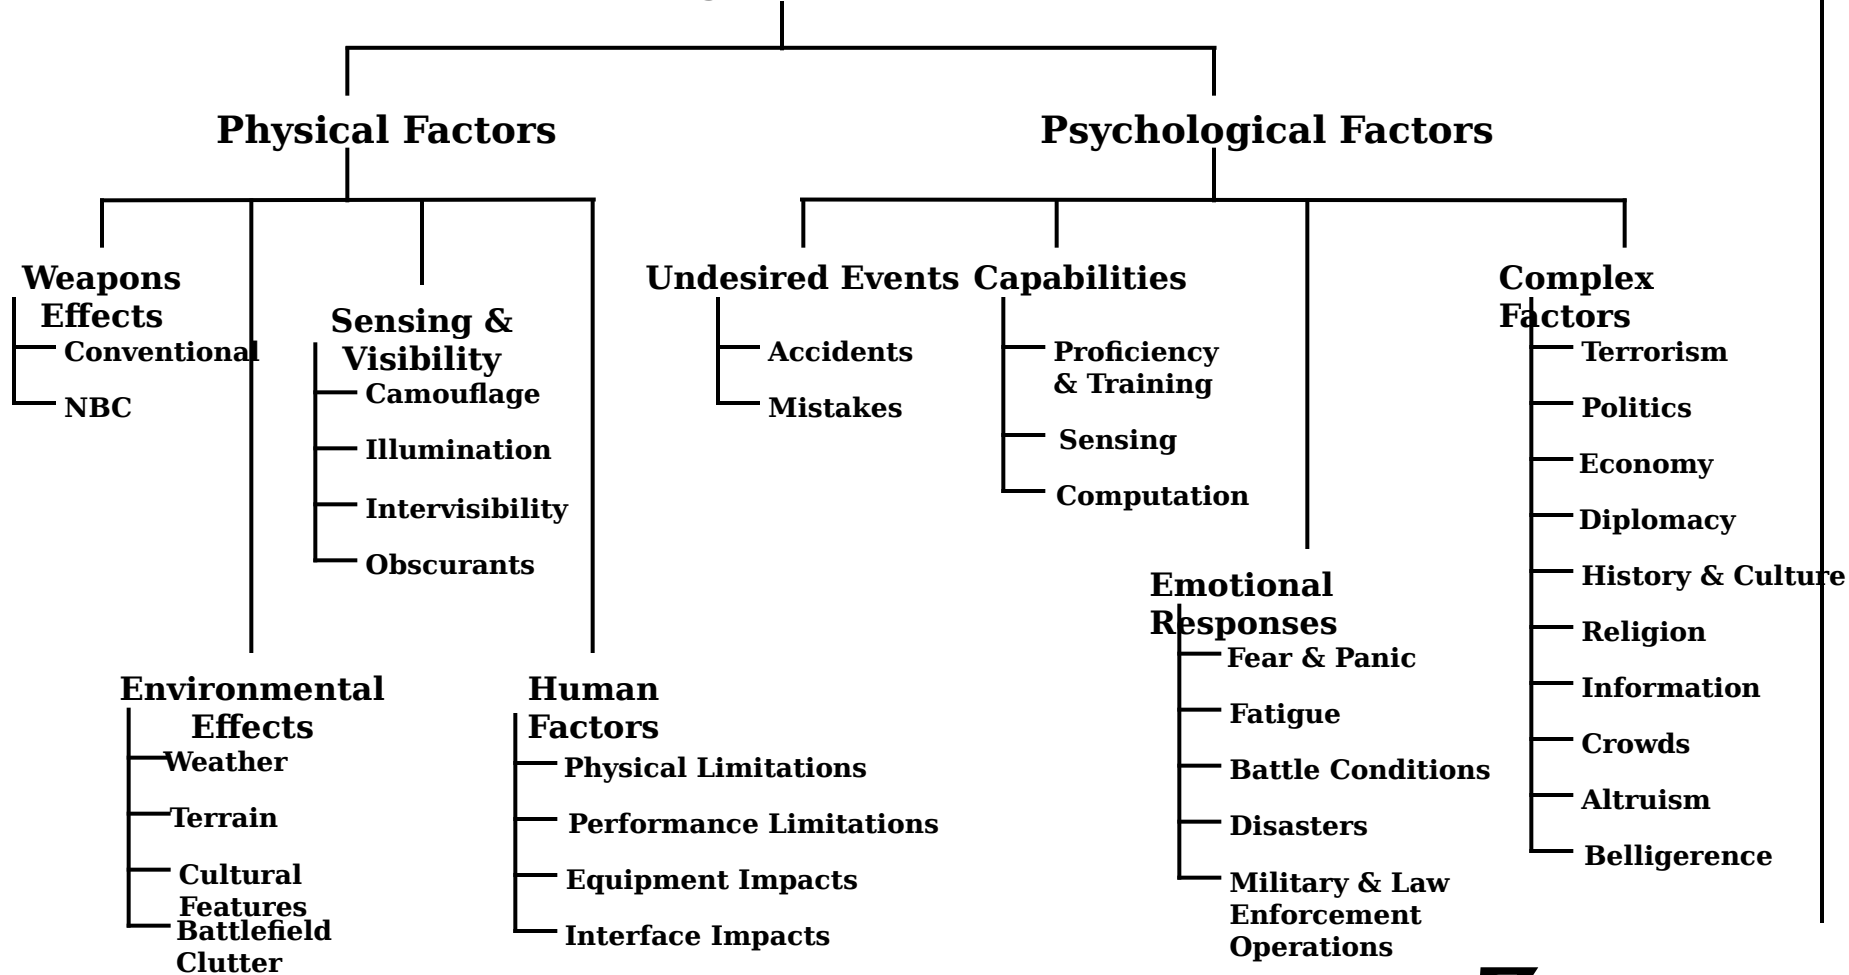 Physical Factors
Psychological Factors
Weapons
Effects
Conventional
NBC
Sensing &
Visibility
Camouflage
Illumination
Intervisibility
Obscurants
Environmental
Effects
Weather
Terrain
Cultural
Features
Battlefield
Clutter
Human
Factors
Physical Limitations
Performance Limitations
Equipment Impacts
Interface Impacts
Undesired Events
Accidents
Mistakes
Capabilities
Proficiency
& Training
Sensing
Computation
Emotional
Responses
Fear & Panic
Fatigue
Battle Conditions
Disasters
Military & Law
Enforcement
Operations
Complex
Factors
Terrorism
Politics
Economy
Diplomacy
History & Culture
Religion
Information
Crowds
Altruism
Belligerence